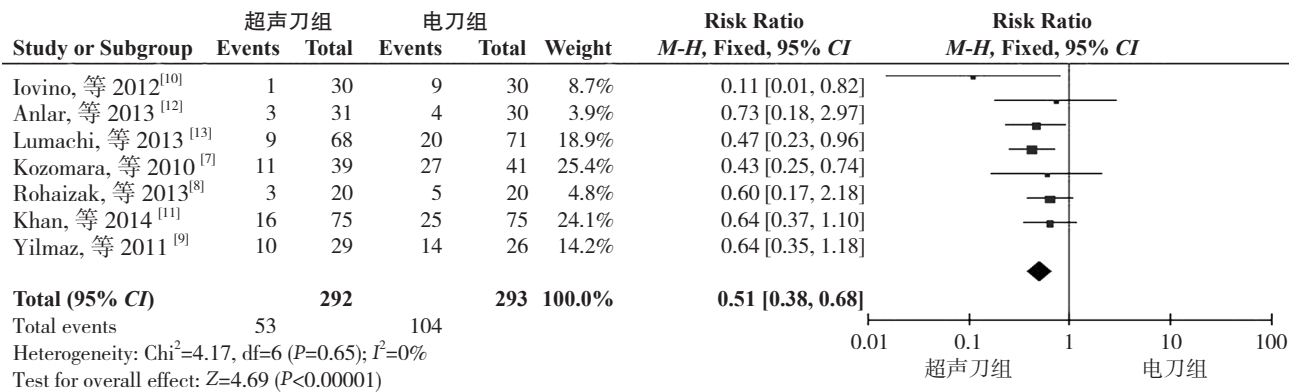 超声刀组 电刀组 Risk Ratio Risk Ratio
Study or Subgroup Events Total Events Total Weight M-H, Fixed, 95% CI M-H, Fixed, 95% CI
Iovino, 等 2012[10] 1 30 9 30 8.7% 0.11 [0.01, 0.82]
Anlar, 等 2013 [12] 3 31 4 30 3.9% 0.73 [0.18, 2.97]
Lumachi, 等 2013 [13] 9 68 20 71 18.9% 0.47 [0.23, 0.96]
Kozomara, 等 2010 [7] 11 39 27 41 25.4% 0.43 [0.25, 0.74]
Rohaizak, 等 2013[8] 3 20 5 20 4.8% 0.60 [0.17, 2.18]
Khan, 等 2014 [11] 16 75 25 75 24.1% 0.64 [0.37, 1.10]
Yilmaz, 等 2011 [9] 10 29 14 26 14.2% 0.64 [0.35, 1.18]
Total (95% CI) 292 293 100.0% 0.51 [0.38, 0.68]
Total events 53 104
Heterogeneity: Chi²=4.17, df=6 (P=0.65); I²=0%
Test for overall effect: Z=4.69 (P<0.00001)
0.01 0.1 1 10 100
超声刀组 电刀组